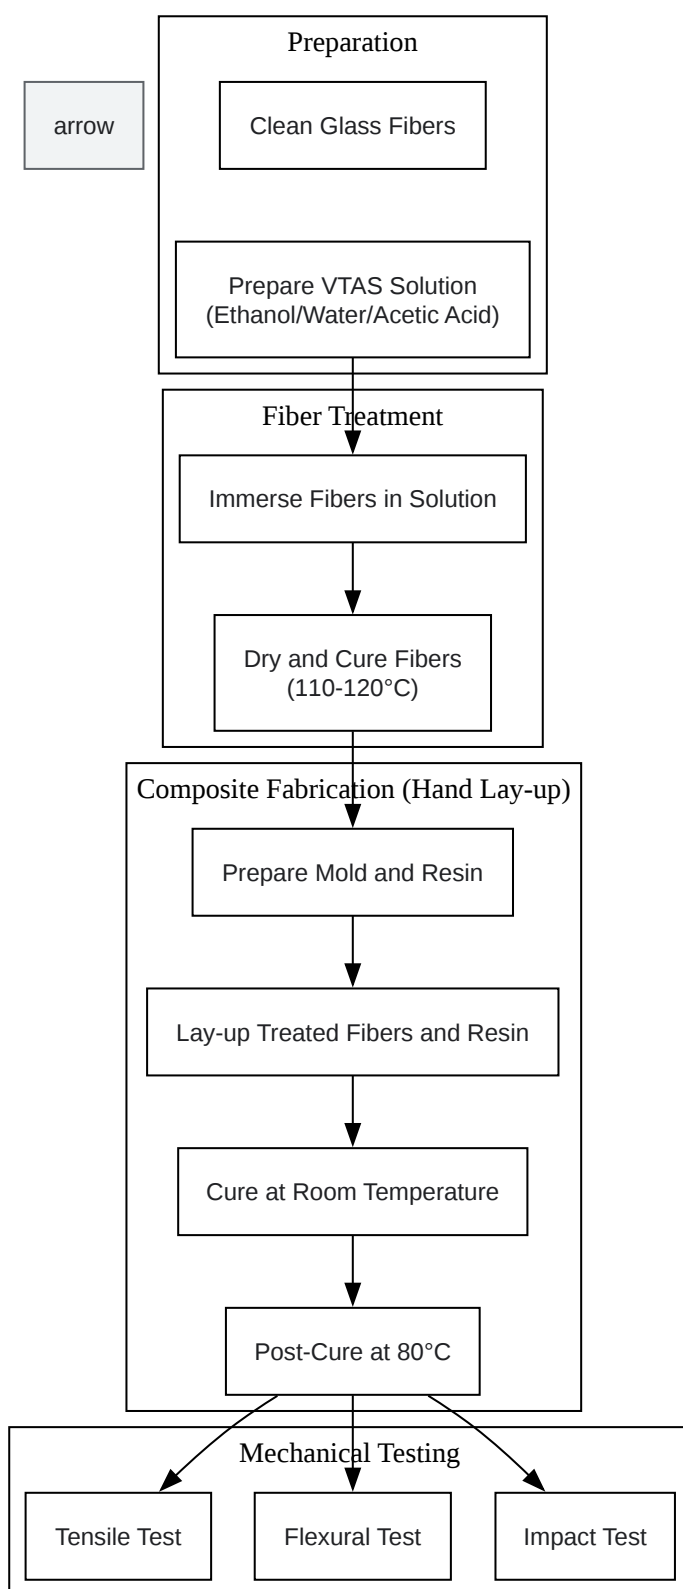 Preparation
arrow
Clean Glass Fibers
Prepare VTAS Solution
(Ethanol/Water/Acetic Acid)
Fiber Treatment
Immerse Fibers in Solution
Dry and Cure Fibers
(110-120°C)
Composite Fabrication (Hand Lay-up)
Prepare Mold and Resin
Lay-up Treated Fibers and Resin
Cure at Room Temperature
Post-Cure at 80°C
Mechanical Testing
Tensile Test
Flexural Test
Impact Test